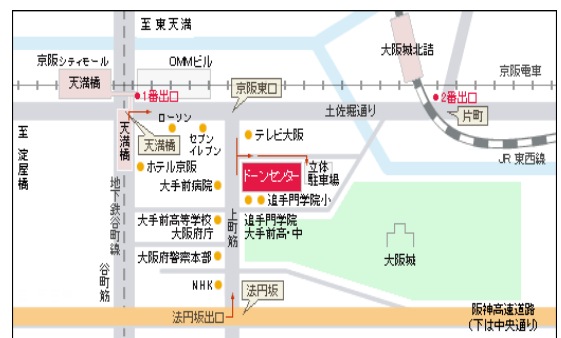 至 東天満
京阪シティモール
OMMビル
大阪城北詰
天満橋
京阪東口
京阪電車
1番出口
2番出口
土佐堀通り
片町
ローソン
セブン
イレブン
テレビ大阪
天満橋
天満橋
至 淀屋橋
ホテル京阪
ドーンセンター
立体
駐車場
JR 東西線
大手前病院
追手門学院小
地下鉄谷町線
上町筋
大手前高等学校
大阪府庁
追手門学院
大手前高・中
大阪府警察本部
大阪城
谷町筋
NHK
法円坂
法円坂出口
阪神高速道路
(下は中央通り)